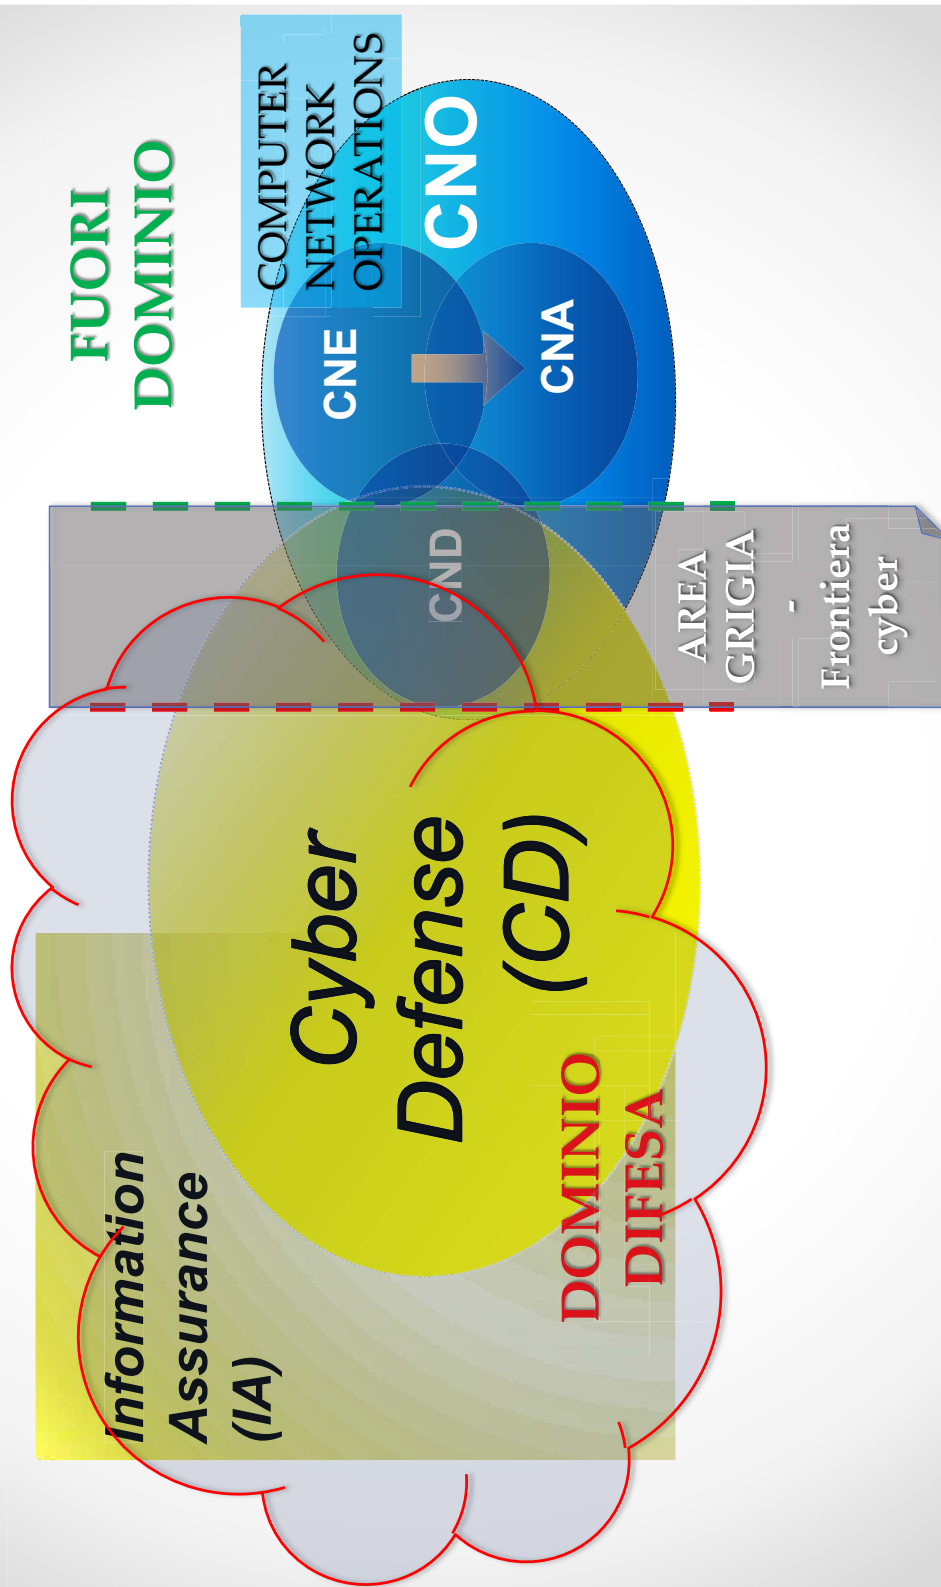 Information
Assurance
(IA)
Cyber
Defense
(CD)
DOMINIO
DIFESA
AREA
GRIGIA
-
Frontiera
cyber
FUORI
DOMINIO
COMPUTER
NETWORK
OPERATIONS
CNO
CNE
CNA
CND